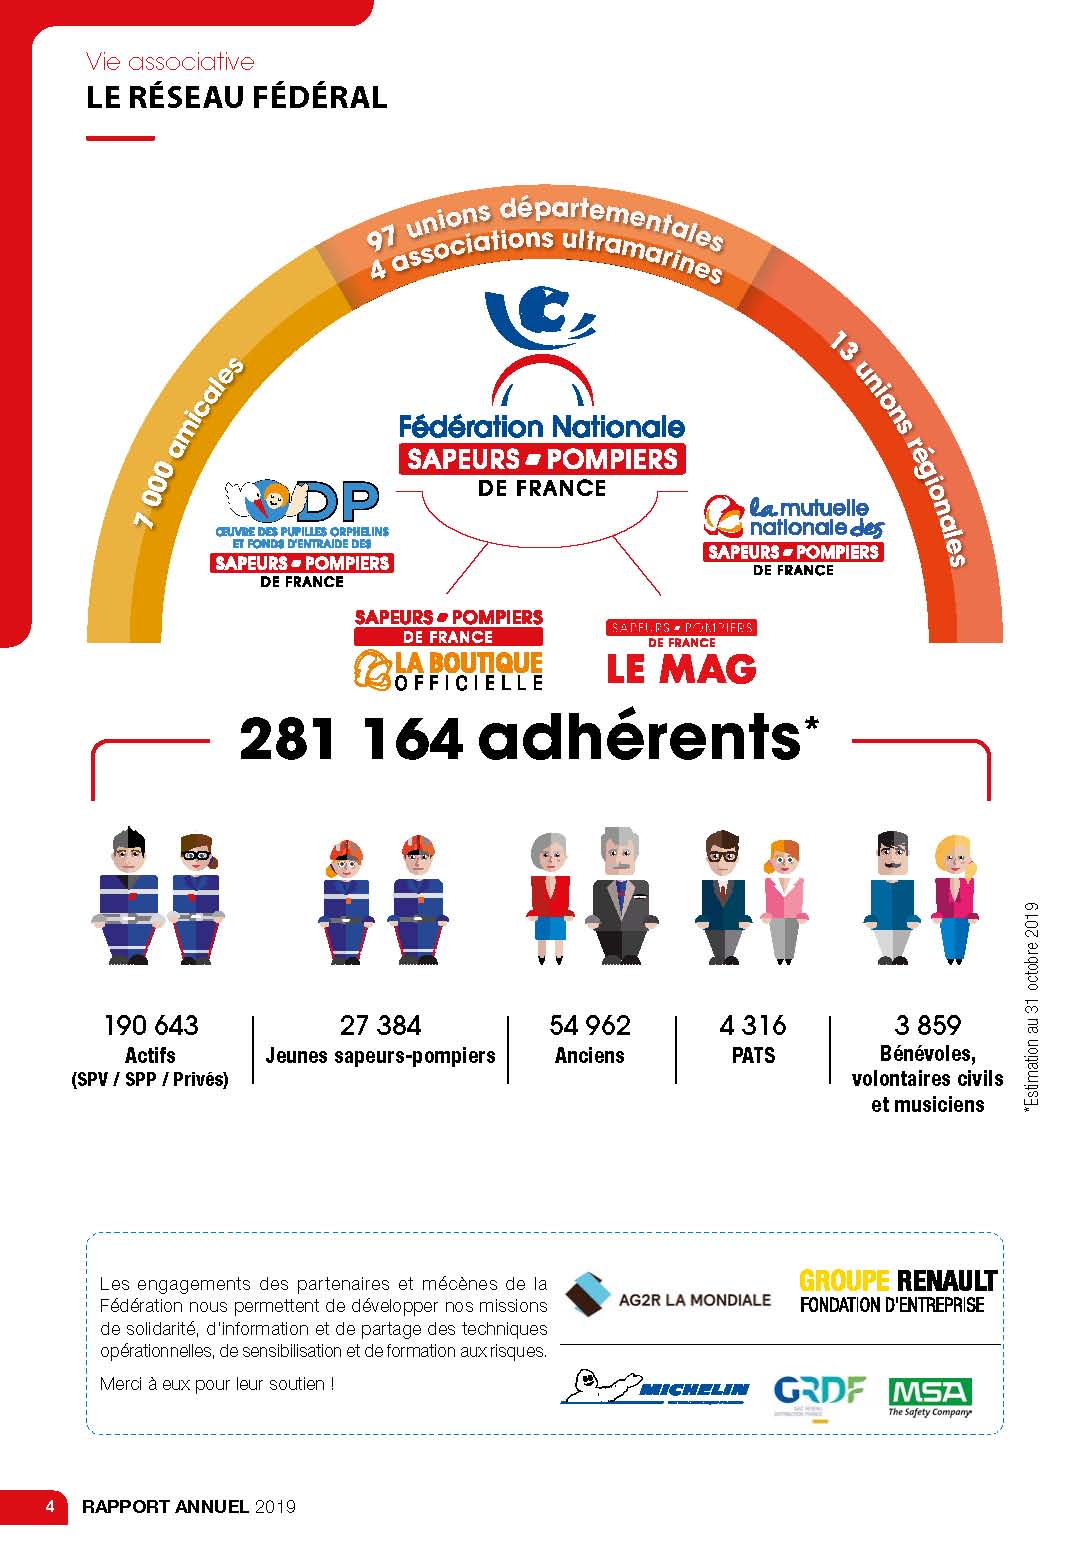 Vie associative
LE RÉSEAU FÉDÉRAL
7 000 amicales
97 unions départementales
4 associations ultramarines
13 unions régionales
Fédération Nationale
SAPEURS-POMPIERS
DE FRANCE
ODP
ŒUVRE DES PUPILLES ORPHELINS
ET FONDS D'ENTRAIDE DES
SAPEURS-POMPIERS
DE FRANCE
la mutuelle
nationale des
SAPEURS-POMPIERS
DE FRANCE
SAPEURS-POMPIERS
DE FRANCE
LA BOUTIQUE
OFFICIELLE
SAPEURS-POMPIERS
DE FRANCE
LE MAG
281 164 adhérents*
190 643
Actifs
(SPV / SPP / Privés)
27 384
Jeunes sapeurs-pompiers
54 962
Anciens
4 316
PATS
3 859
Bénévoles,
volontaires civils
et musiciens
*Estimation au 31 octobre 2019
Les engagements des partenaires et mécènes de la
Fédération nous permettent de développer nos missions
de solidarité, d'information et de partage des techniques
opérationnelles, de sensibilisation et de formation aux risques.
Merci à eux pour leur soutien !
AG2R LA MONDIALE
GROUPE RENAULT
FONDATION D'ENTREPRISE
MICHELIN
GRDF
GAZ RÉSEAU
DISTRIBUTION FRANCE
MSA
The Safety Company
4 RAPPORT ANNUEL 2019